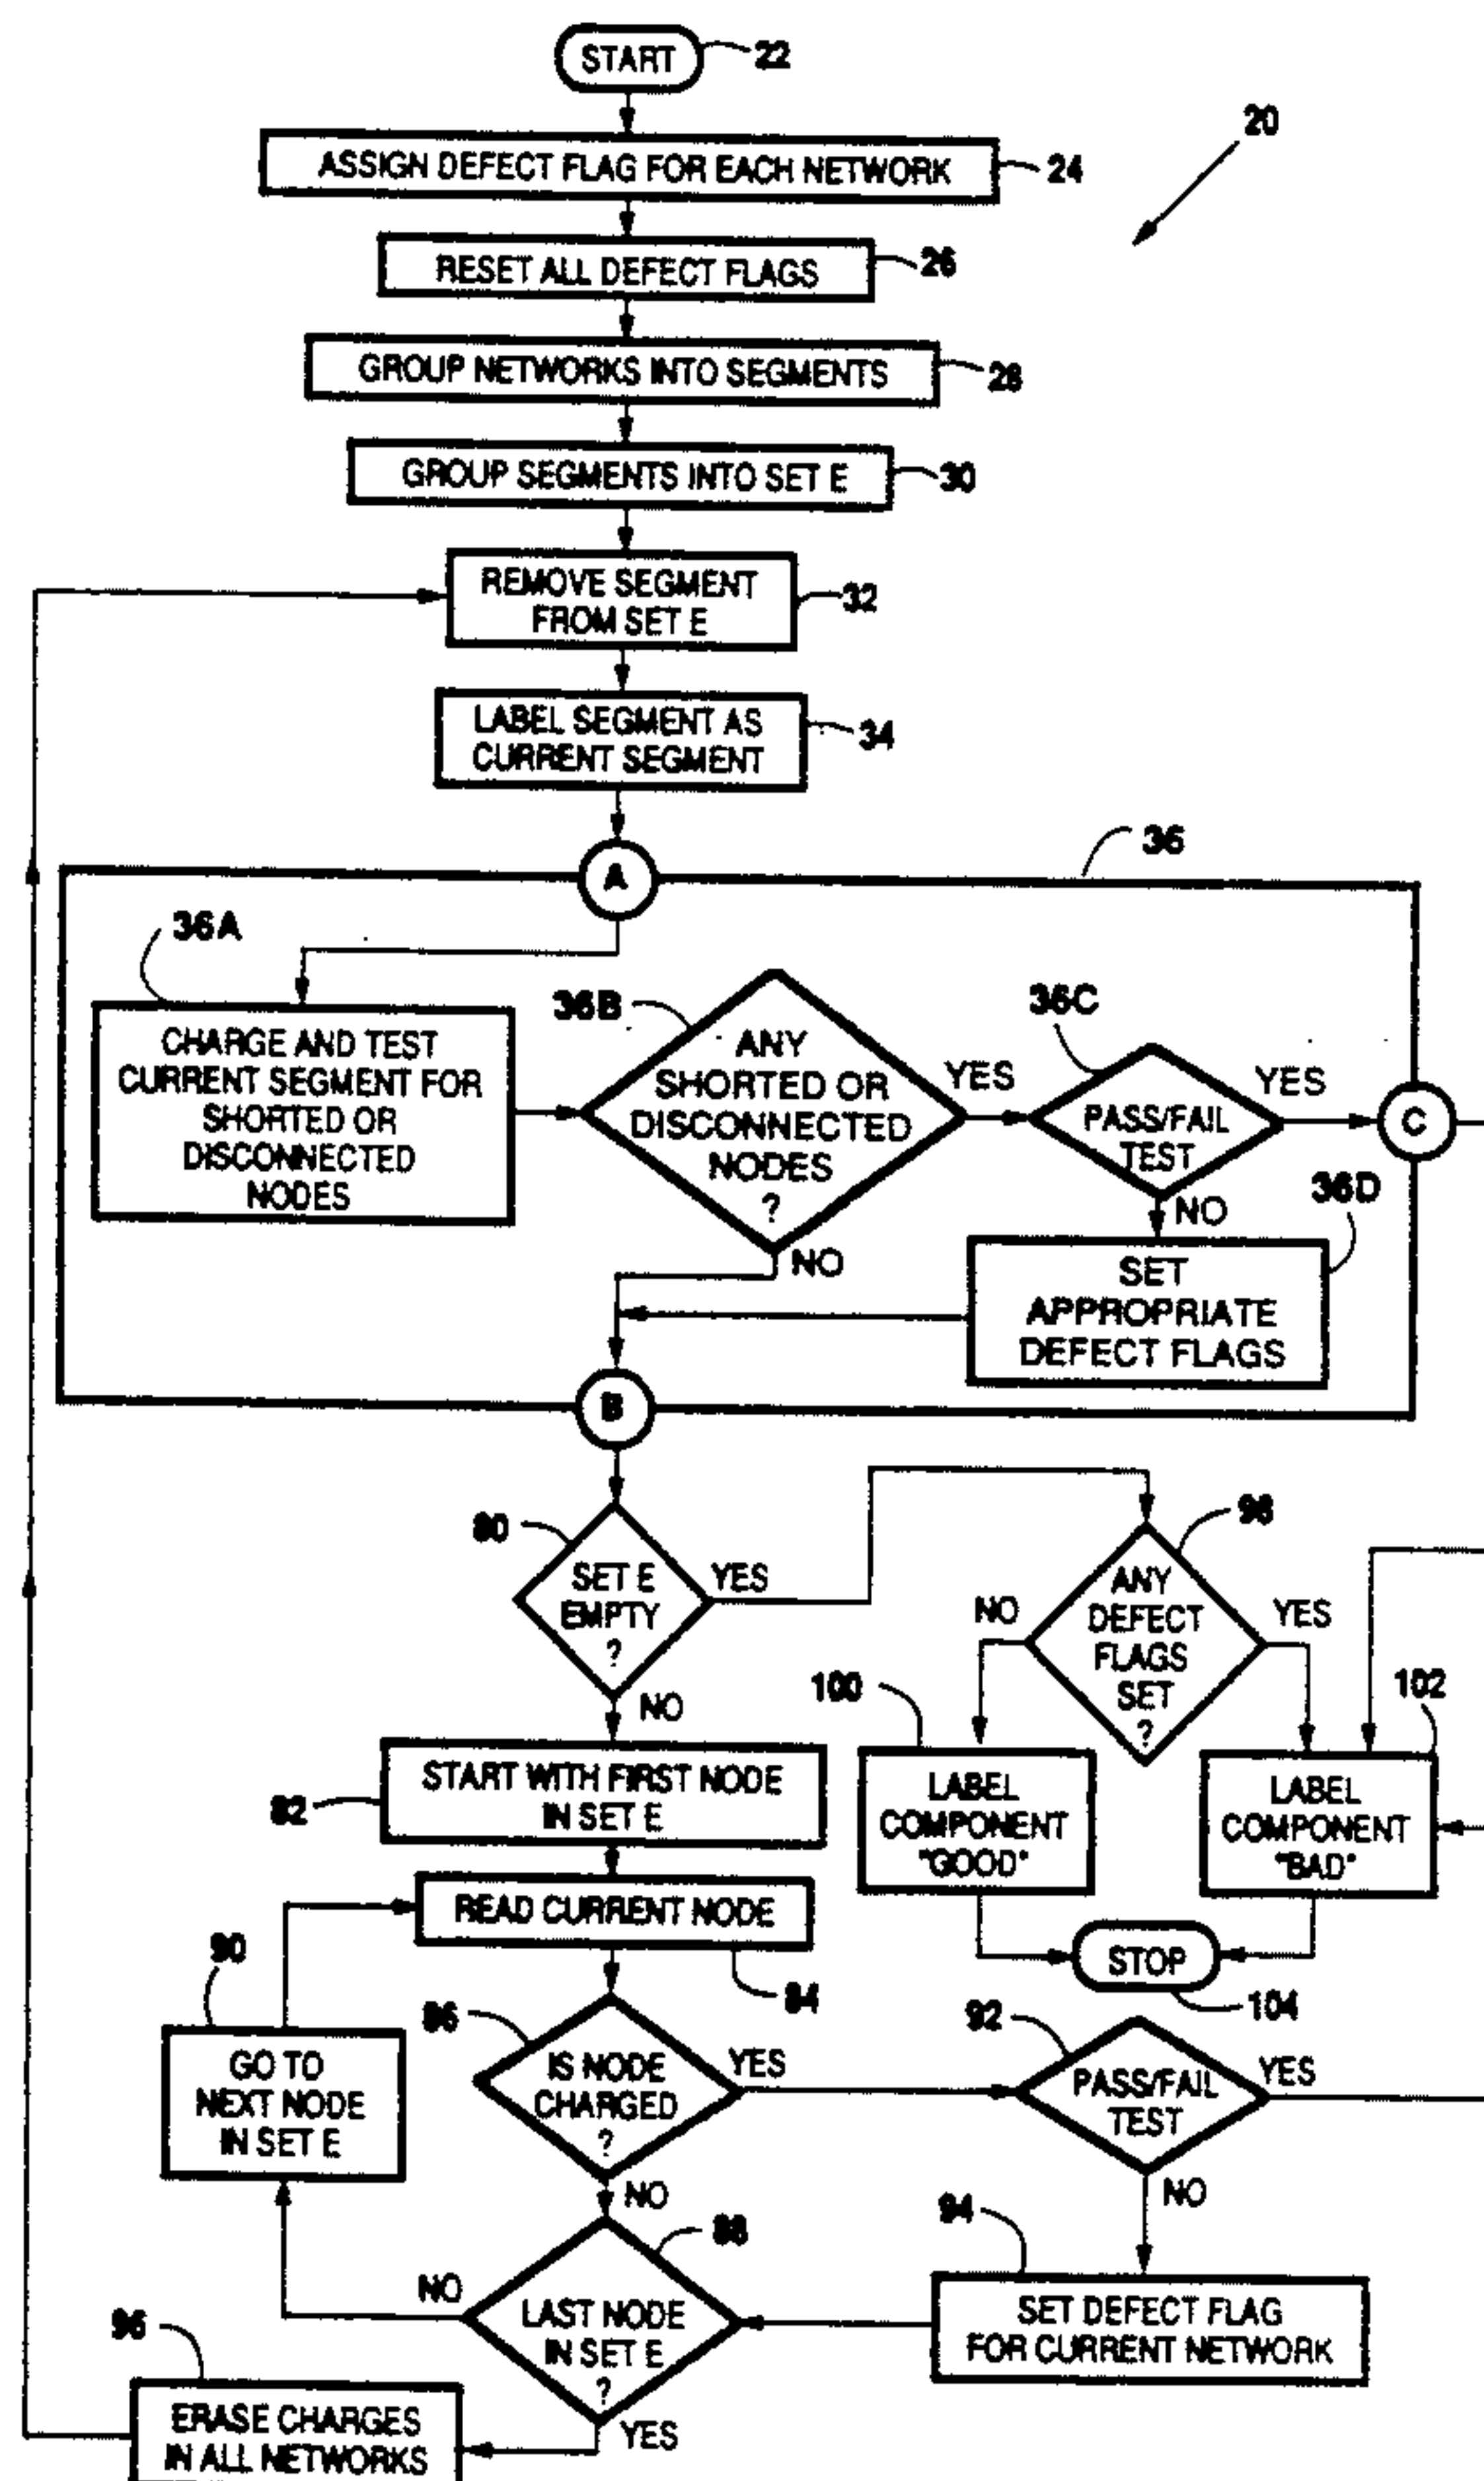 START
22
20
ASSIGN DEFECT FLAG FOR EACH NETWORK
24
RESET ALL DEFECT FLAGS
26
GROUP NETWORKS INTO SEGMENTS
28
GROUP SEGMENTS INTO SET E
30
REMOVE SEGMENT
FROM SET E
32
LABEL SEGMENT AS
CURRENT SEGMENT
34
A
36
36A
CHARGE AND TEST
CURRENT SEGMENT FOR
SHORTED OR
DISCONNECTED
NODES
36B
ANY
SHORTED OR
DISCONNECTED
NODES
?
YES
NO
36C
PASS/FAIL
TEST
YES
NO
C
36D
SET
APPROPRIATE
DEFECT FLAGS
B
80
SET E
EMPTY
?
YES
NO
98
ANY
DEFECT
FLAGS
SET
?
NO
YES
100
LABEL
COMPONENT
"GOOD"
102
LABEL
COMPONENT
"BAD"
STOP
104
82
START WITH FIRST NODE
IN SET E
READ CURRENT NODE
84
90
GO TO
NEXT NODE
IN SET E
86
IS NODE
CHARGED
?
YES
NO
92
PASS/FAIL
TEST
YES
NO
94
SET DEFECT FLAG
FOR CURRENT NETWORK
88
LAST NODE
IN SET E
?
NO
YES
96
ERASE CHARGES
IN ALL NETWORKS